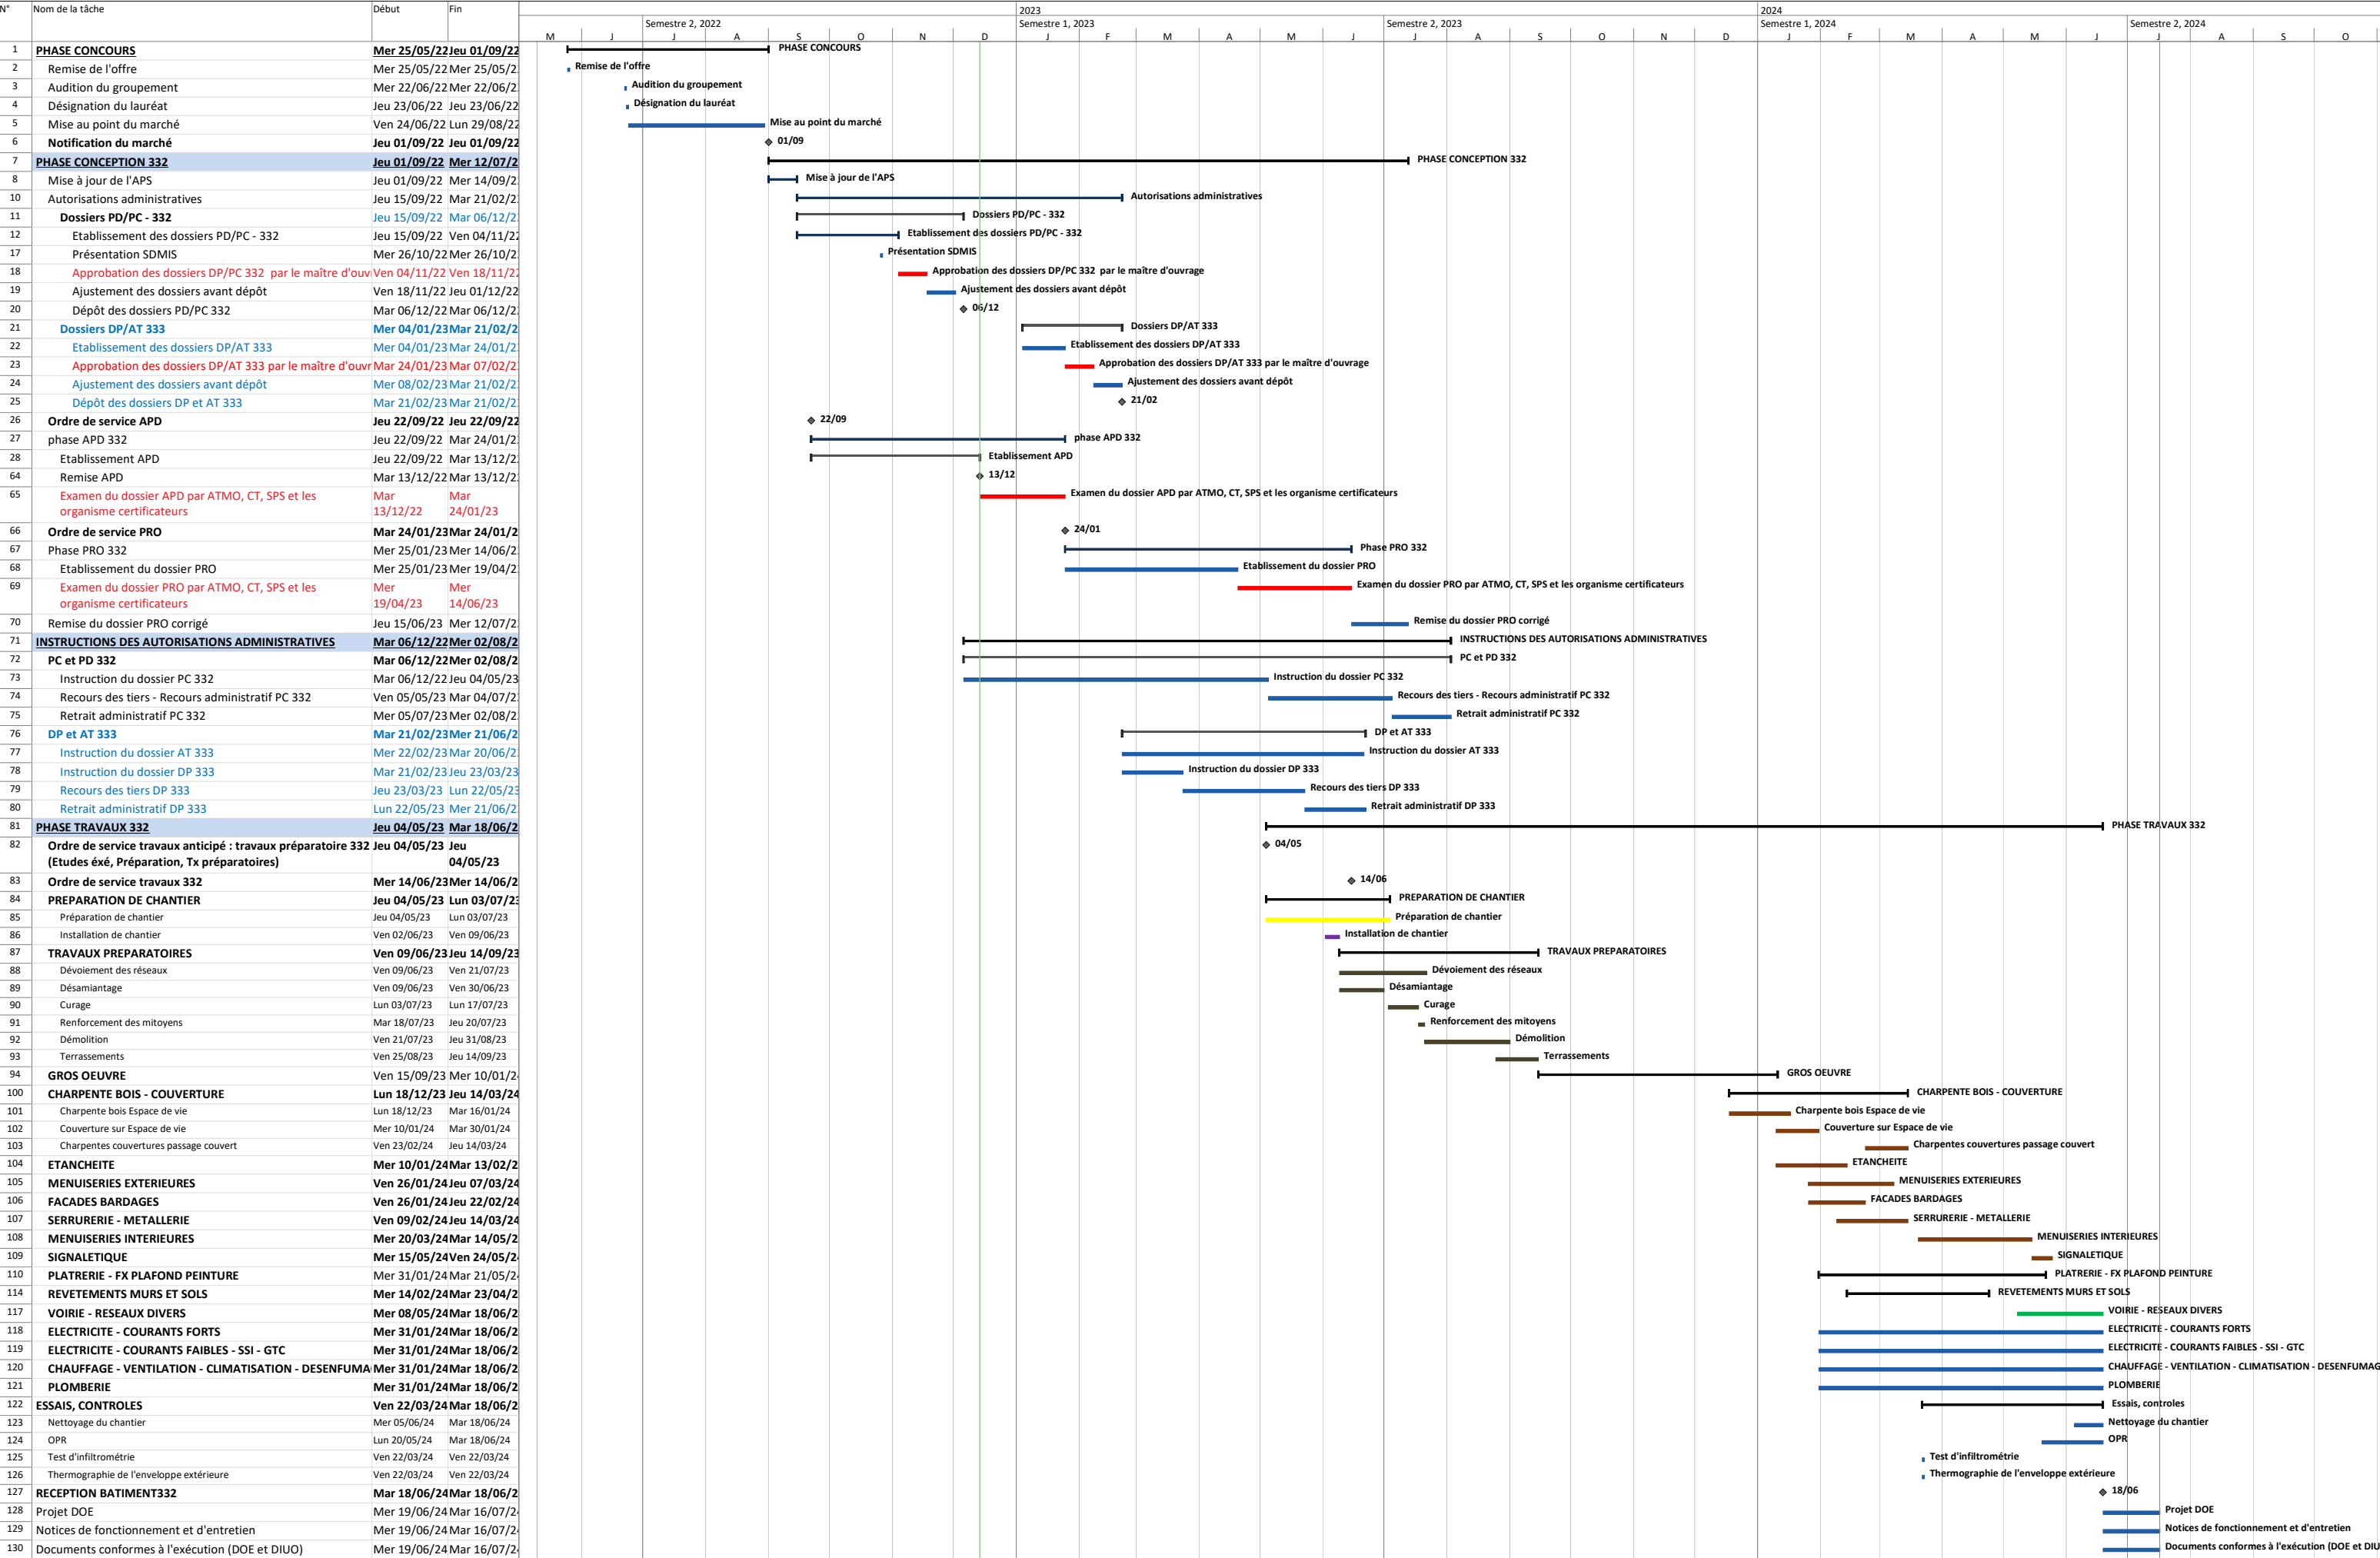 N° Nom de la tâche Début Fin 2023 2024
Semestre 2, 2022 Semestre 1, 2023 Semestre 2, 2023 Semestre 1, 2024 Semestre 2, 2024
M J J A S O N D J F M A M J J A S O N D J F M A M J J A S O
1 PHASE CONCOURS Mer 25/05/22 Jeu 01/09/22 PHASE CONCOURS
2 Remise de l'offre Mer 25/05/22 Mer 25/05/2 Remise de l'offre
3 Audition du groupement Mer 22/06/22 Mer 22/06/2 Audition du groupement
4 Désignation du lauréat Jeu 23/06/22 Jeu 23/06/22 Désignation du lauréat
5 Mise au point du marché Ven 24/06/22 Lun 29/08/22 Mise au point du marché
6 Notification du marché Jeu 01/09/22 Jeu 01/09/22 01/09
7 PHASE CONCEPTION 332 Jeu 01/09/22 Mer 12/07/2 PHASE CONCEPTION 332
8 Mise à jour de l'APS Jeu 01/09/22 Mer 14/09/2 Mise à jour de l'APS
10 Autorisations administratives Jeu 15/09/22 Mar 21/02/2 Autorisations administratives
11 Dossiers PD/PC - 332 Jeu 15/09/22 Mar 06/12/2 Dossiers PD/PC - 332
12 Etablissement des dossiers PD/PC - 332 Jeu 15/09/22 Ven 04/11/22 Etablissement des dossiers PD/PC - 332
17 Présentation SDMIS Mer 26/10/22 Mer 26/10/2 Présentation SDMIS
18 Approbation des dossiers DP/PC 332 par le maître d'ouv Ven 04/11/22 Ven 18/11/22 Approbation des dossiers DP/PC 332 par le maître d'ouvrage
19 Ajustement des dossiers avant dépôt Ven 18/11/22 Jeu 01/12/22 Ajustement des dossiers avant dépôt
20 Dépôt des dossiers PD/PC 332 Mar 06/12/22 Mar 06/12/2 06/12
21 Dossiers DP/AT 333 Mer 04/01/23 Mar 21/02/2 Dossiers DP/AT 333
22 Etablissement des dossiers DP/AT 333 Mer 04/01/23 Mar 24/01/2 Etablissement des dossiers DP/AT 333
23 Approbation des dossiers DP/AT 333 par le maître d'ouvr Mar 24/01/23 Mar 07/02/2 Approbation des dossiers DP/AT 333 par le maître d'ouvrage
24 Ajustement des dossiers avant dépôt Mer 08/02/23 Mar 21/02/2 Ajustement des dossiers avant dépôt
25 Dépôt des dossiers DP et AT 333 Mar 21/02/23 Mar 21/02/2 21/02
26 Ordre de service APD Jeu 22/09/22 Jeu 22/09/22 22/09
27 phase APD 332 Jeu 22/09/22 Mar 24/01/2 phase APD 332
28 Etablissement APD Jeu 22/09/22 Mar 13/12/2 Etablissement APD
64 Remise APD Mar 13/12/22 Mar 13/12/2 13/12
65 Examen du dossier APD par ATMO, CT, SPS et les Mar Mar Examen du dossier APD par ATMO, CT, SPS et les organisme certificateurs
organisme certificateurs 13/12/22 24/01/23
66 Ordre de service PRO Mar 24/01/23 Mar 24/01/2 24/01
67 Phase PRO 332 Mer 25/01/23 Mer 14/06/2 Phase PRO 332
68 Etablissement du dossier PRO Mer 25/01/23 Mer 19/04/2 Etablissement du dossier PRO
69 Examen du dossier PRO par ATMO, CT, SPS et les Mer Mer Examen du dossier PRO par ATMO, CT, SPS et les organisme certificateurs
organisme certificateurs 19/04/23 14/06/23
70 Remise du dossier PRO corrigé Jeu 15/06/23 Mer 12/07/2 Remise du dossier PRO corrigé
71 INSTRUCTIONS DES AUTORISATIONS ADMINISTRATIVES Mar 06/12/22 Mer 02/08/2 INSTRUCTIONS DES AUTORISATIONS ADMINISTRATIVES
72 PC et PD 332 Mar 06/12/22 Mer 02/08/2 PC et PD 332
73 Instruction du dossier PC 332 Mar 06/12/22 Jeu 04/05/23 Instruction du dossier PC 332
74 Recours des tiers - Recours administratif PC 332 Ven 05/05/23 Mar 04/07/2 Recours des tiers - Recours administratif PC 332
75 Retrait administratif PC 332 Mer 05/07/23 Mer 02/08/2 Retrait administratif PC 332
76 DP et AT 333 Mar 21/02/23 Mer 21/06/2 DP et AT 333
77 Instruction du dossier AT 333 Mer 22/02/23 Mar 20/06/2 Instruction du dossier AT 333
78 Instruction du dossier DP 333 Mar 21/02/23 Jeu 23/03/23 Instruction du dossier DP 333
79 Recours des tiers DP 333 Jeu 23/03/23 Lun 22/05/23 Recours des tiers DP 333
80 Retrait administratif DP 333 Lun 22/05/23 Mer 21/06/2 Retrait administratif DP 333
81 PHASE TRAVAUX 332 Jeu 04/05/23 Mar 18/06/2 PHASE TRAVAUX 332
82 Ordre de service travaux anticipé : travaux préparatoire 332 Jeu 04/05/23 Jeu 04/05
(Etudes éxé, Préparation, Tx préparatoires) 04/05/23
83 Ordre de service travaux 332 Mer 14/06/23 Mer 14/06/2 14/06
84 PREPARATION DE CHANTIER Jeu 04/05/23 Lun 03/07/23 PREPARATION DE CHANTIER
85 Préparation de chantier Jeu 04/05/23 Lun 03/07/23 Préparation de chantier
86 Installation de chantier Ven 02/06/23 Ven 09/06/23 Installation de chantier
87 TRAVAUX PREPARATOIRES Ven 09/06/23 Jeu 14/09/23 TRAVAUX PREPARATOIRES
88 Dévoiement des réseaux Ven 09/06/23 Ven 21/07/23 Dévoiement des réseaux
89 Désamiantage Ven 09/06/23 Ven 30/06/23 Désamiantage
90 Curage Lun 03/07/23 Lun 17/07/23 Curage
91 Renforcement des mitoyens Mar 18/07/23 Jeu 20/07/23 Renforcement des mitoyens
92 Démolition Ven 21/07/23 Jeu 31/08/23 Démolition
93 Terrassements Ven 25/08/23 Jeu 14/09/23 Terrassements
94 GROS OEUVRE Ven 15/09/23 Mer 10/01/24 GROS OEUVRE
100 CHARPENTE BOIS - COUVERTURE Lun 18/12/23 Jeu 14/03/24 CHARPENTE BOIS - COUVERTURE
101 Charpente bois Espace de vie Lun 18/12/23 Mar 16/01/24 Charpente bois Espace de vie
102 Couverture sur Espace de vie Mer 10/01/24 Mar 30/01/24 Couverture sur Espace de vie
103 Charpentes couvertures passage couvert Ven 23/02/24 Jeu 14/03/24 Charpentes couvertures passage couvert
104 ETANCHEITE Mer 10/01/24 Mar 13/02/2 ETANCHEITE
105 MENUISERIES EXTERIEURES Ven 26/01/24 Jeu 07/03/24 MENUISERIES EXTERIEURES
106 FACADES BARDAGES Ven 26/01/24 Jeu 22/02/24 FACADES BARDAGES
107 SERRURERIE - METALLERIE Ven 09/02/24 Jeu 14/03/24 SERRURERIE - METALLERIE
108 MENUISERIES INTERIEURES Mer 20/03/24 Mar 14/05/2 MENUISERIES INTERIEURES
109 SIGNALETIQUE Mer 15/05/24 Ven 24/05/24 SIGNALETIQUE
110 PLATRERIE - FX PLAFOND PEINTURE Mer 31/01/24 Mar 21/05/2 PLATRERIE - FX PLAFOND PEINTURE
114 REVETEMENTS MURS ET SOLS Mer 14/02/24 Mar 23/04/2 REVETEMENTS MURS ET SOLS
117 VOIRIE - RESEAUX DIVERS Mer 08/05/24 Mar 18/06/2 VOIRIE - RESEAUX DIVERS
118 ELECTRICITE - COURANTS FORTS Mer 31/01/24 Mar 18/06/2 ELECTRICITE - COURANTS FORTS
119 ELECTRICITE - COURANTS FAIBLES - SSI - GTC Mer 31/01/24 Mar 18/06/2 ELECTRICITE - COURANTS FAIBLES - SSI - GTC
120 CHAUFFAGE - VENTILATION - CLIMATISATION - DESENFUMA Mer 31/01/24 Mar 18/06/2 CHAUFFAGE - VENTILATION - CLIMATISATION - DESENFUMAG
121 PLOMBERIE Mer 31/01/24 Mar 18/06/2 PLOMBERIE
122 ESSAIS, CONTROLES Ven 22/03/24 Mar 18/06/2 Essais, controles
123 Nettoyage du chantier Mer 05/06/24 Mar 18/06/24 Nettoyage du chantier
124 OPR Lun 20/05/24 Mar 18/06/24 OPR
125 Test d'infiltrométrie Ven 22/03/24 Ven 22/03/24 Test d'infiltrométrie
126 Thermographie de l'enveloppe extérieure Ven 22/03/24 Ven 22/03/24 Thermographie de l'enveloppe extérieure
127 RECEPTION BATIMENT332 Mar 18/06/24 Mar 18/06/2 18/06
128 Projet DOE Mer 19/06/24 Mar 16/07/2 Projet DOE
129 Notices de fonctionnement et d'entretien Mer 19/06/24 Mar 16/07/2 Notices de fonctionnement et d'entretien
130 Documents conformes à l'exécution (DOE et DIUO) Mer 19/06/24 Mar 16/07/2 Documents conformes à l'exécution (DOE et DIU